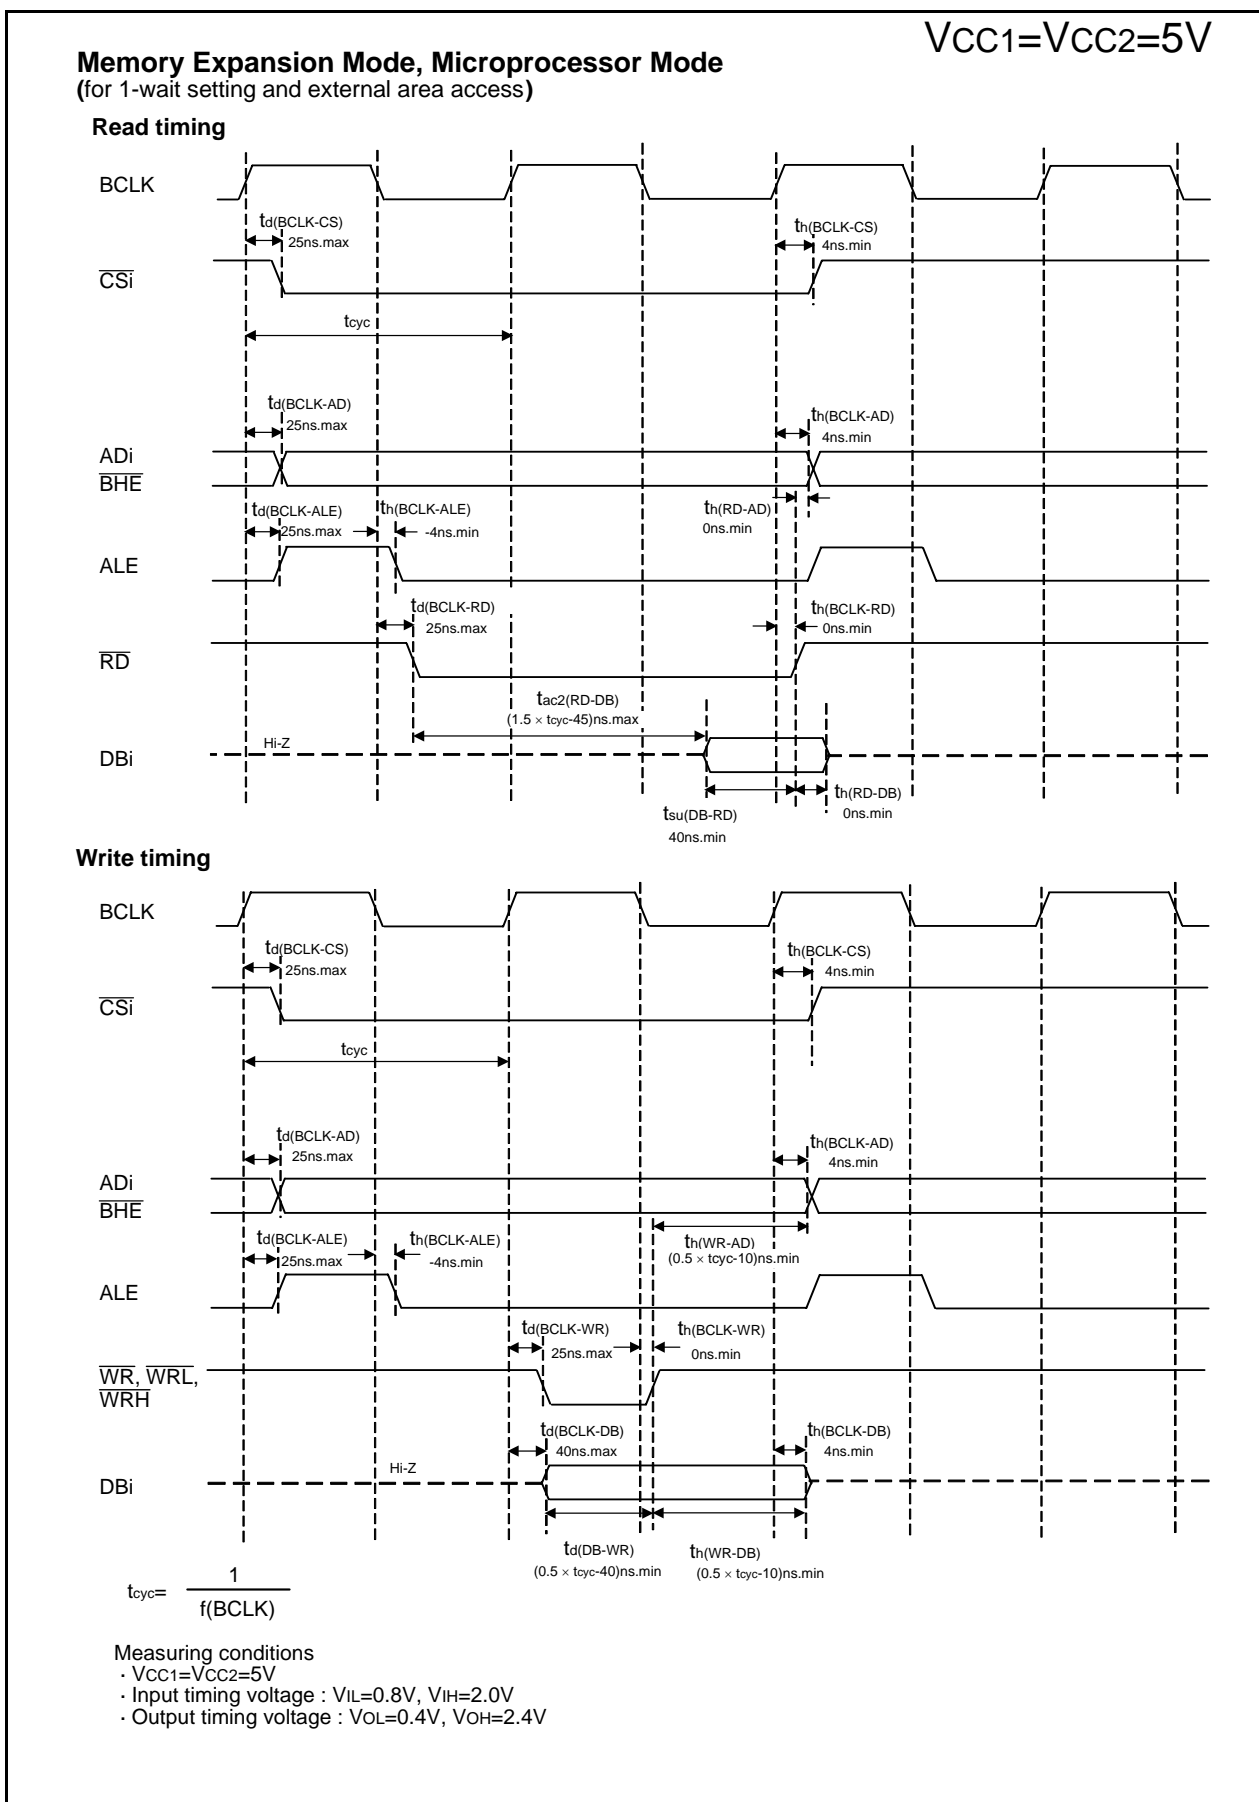 VCC1=VCC2=5V
Memory Expansion Mode, Microprocessor Mode
(for 1-wait setting and external area access)
Read timing
BCLK
td(BCLK-CS)
25ns.max
th(BCLK-CS)
4ns.min
CSi
tcyc
td(BCLK-AD)
25ns.max
th(BCLK-AD)
4ns.min
ADi
BHE
td(BCLK-ALE)
25ns.max
th(BCLK-ALE)
-4ns.min
th(RD-AD)
0ns.min
ALE
td(BCLK-RD)
25ns.max
th(BCLK-RD)
0ns.min
RD
tac2(RD-DB)
(1.5 × tcyc-45)ns.max
Hi-Z
DBi
tsu(DB-RD)
40ns.min
th(RD-DB)
0ns.min
Write timing
BCLK
td(BCLK-CS)
25ns.max
th(BCLK-CS)
4ns.min
CSi
tcyc
td(BCLK-AD)
25ns.max
th(BCLK-AD)
4ns.min
ADi
BHE
td(BCLK-ALE)
25ns.max
th(BCLK-ALE)
-4ns.min
th(WR-AD)
(0.5 × tcyc-10)ns.min
ALE
td(BCLK-WR)
25ns.max
th(BCLK-WR)
0ns.min
WR, WRL,
WRH
td(BCLK-DB)
40ns.max
th(BCLK-DB)
4ns.min
Hi-Z
DBi
td(DB-WR)
(0.5 × tcyc-40)ns.min
th(WR-DB)
(0.5 × tcyc-10)ns.min
tcyc= 1
f(BCLK)
Measuring conditions
· VCC1=VCC2=5V
· Input timing voltage : VIL=0.8V, VIH=2.0V
· Output timing voltage : VOL=0.4V, VOH=2.4V